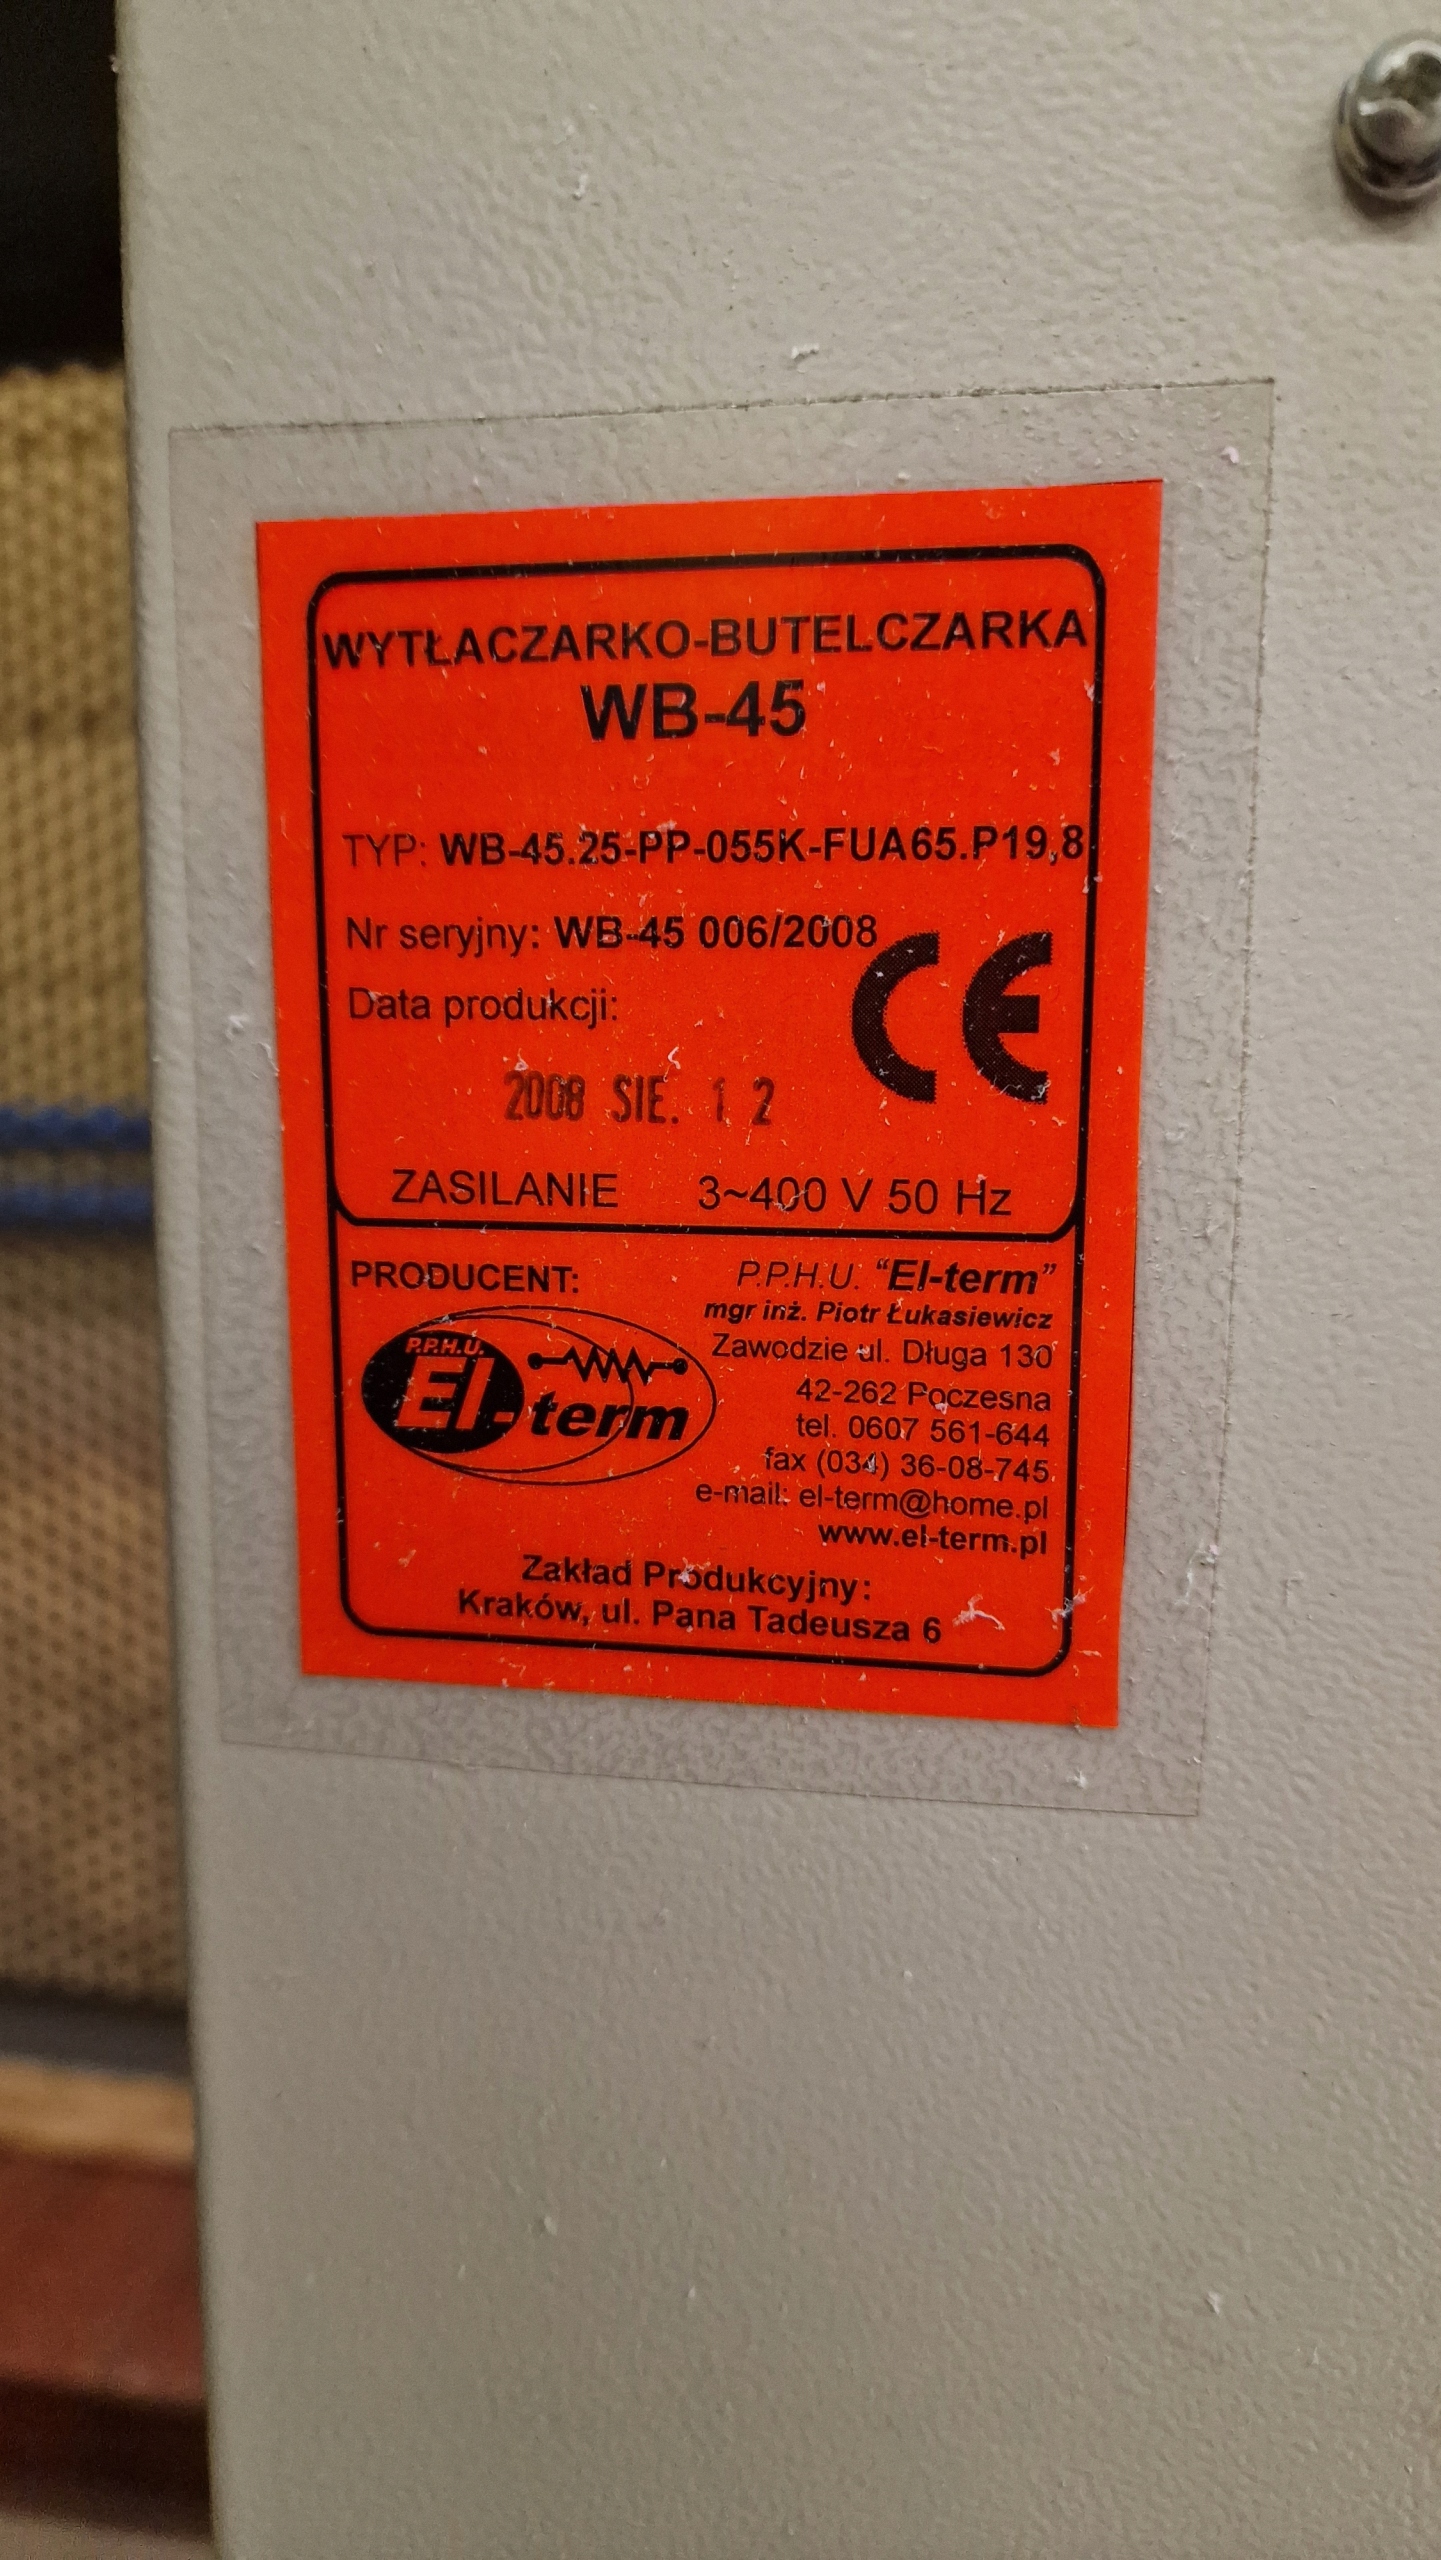 WYTŁACZARKO-BUTELCZARKA
WB-45
TYP: WB-45.25-PP-055K-FUA65.P19,8
Nr seryjny: WB-45 006/2008
CE
Data produkcji:
2008 SIE. 12
ZASILANIE 3~400 V 50 Hz
PRODUCENT:
P.P.H.U.
El-term
P.P.H.U. "El-term"
mgr inż. Piotr Łukasiewicz
Zawodzie ul. Długa 130
42-262 Poczesna
tel. 0607 561-644
fax (034) 36-08-745
e-mail: el-term@home.pl
www.el-term.pl
Zakład Produkcyjny:
Kraków, ul. Pana Tadeusza 6